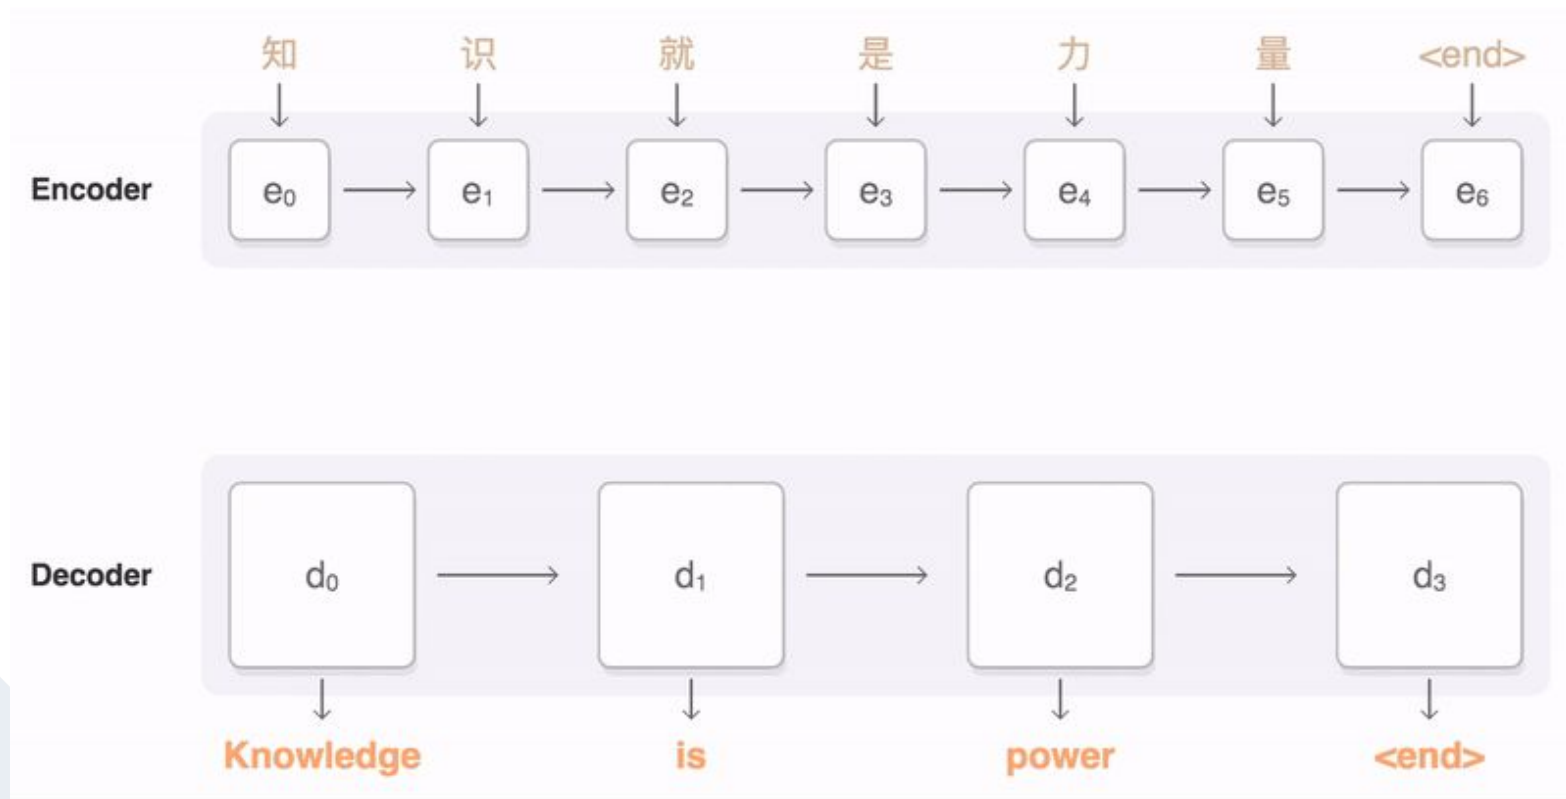 知 识 就 是 力 量 <end>
Encoder e₀ e₁ e₂ e₃ e₄ e₅ e₆
Decoder d₀ d₁ d₂ d₃
Knowledge is power <end>